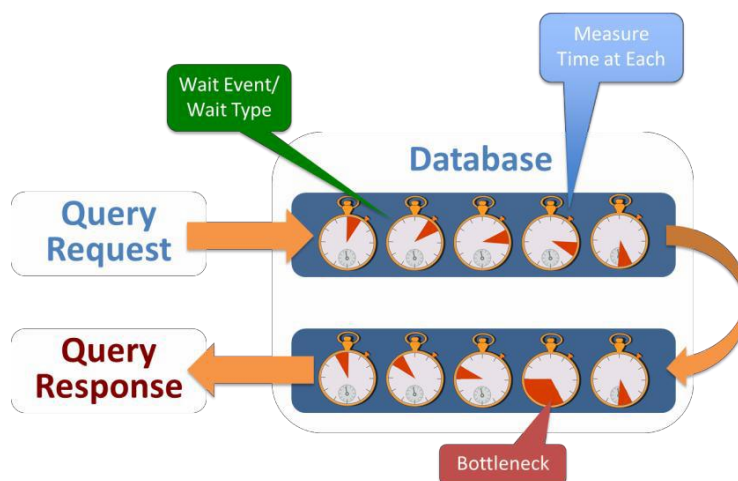 Measure
Time at Each
Wait Event/
Wait Type
Database
Query
Request
Query
Response
Bottleneck